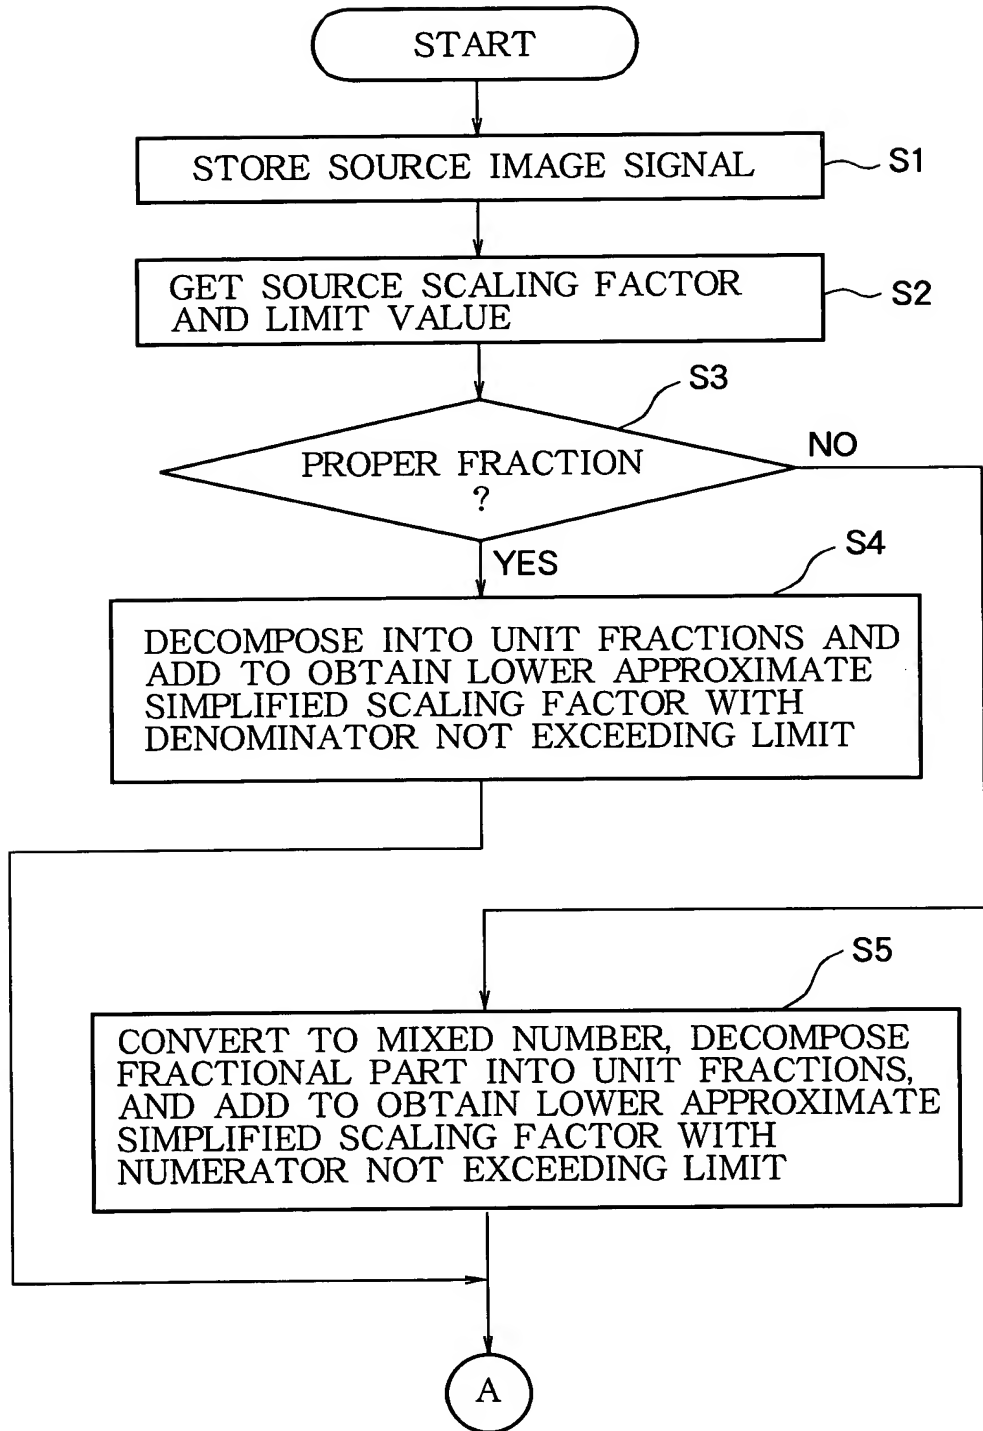 START
STORE SOURCE IMAGE SIGNAL
S1
GET SOURCE SCALING FACTOR
AND LIMIT VALUE
S2
S3
PROPER FRACTION
?
NO
YES
S4
DECOMPOSE INTO UNIT FRACTIONS AND
ADD TO OBTAIN LOWER APPROXIMATE
SIMPLIFIED SCALING FACTOR WITH
DENOMINATOR NOT EXCEEDING LIMIT
S5
CONVERT TO MIXED NUMBER, DECOMPOSE
FRACTIONAL PART INTO UNIT FRACTIONS,
AND ADD TO OBTAIN LOWER APPROXIMATE
SIMPLIFIED SCALING FACTOR WITH
NUMERATOR NOT EXCEEDING LIMIT
A